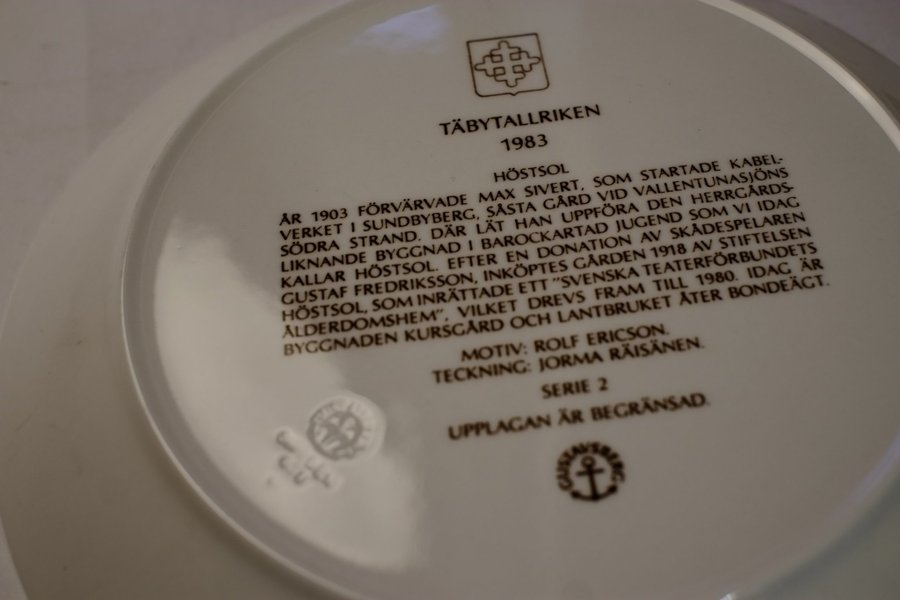 TÄBYTALLRIKEN
1983
HÖSTSOL
ÅR 1903 FÖRVÄRVADE MAX SIVERT, SOM STARTADE KABEL-
VERKET I SUNDBYBERG, SÅSTA GÅRD VID VALLENTUNASJÖNS
SÖDRA STRAND. DÄR LÄT HAN UPPFÖRA DEN HERRGÅRDS-
LIKNANDE BYGGNAD I BAROCKARTAD JUGEND SOM VI IDAG
KALLAR HÖSTSOL. EFTER EN DONATION AV SKÅDESPELAREN
GUSTAF FREDRIKSSON, INKÖPTES GÅRDEN 1918 AV STIFTELSEN
HÖSTSOL, SOM INRÄTTADE ETT "SVENSKA TEATERFÖRBUNDETS
ÅLDERDOMSHEM", VILKET DREVS FRAM TILL 1980. IDAG ÄR
BYGGNADEN KURSGÅRD OCH LANTBRUKET ÅTER BONDEÄGT.
MOTIV: ROLF ERICSON.
TECKNING: JORMA RÄISÄNEN.
SERIE 2
UPPLAGAN ÄR BEGRÄNSAD.
GUSTAVSBERG